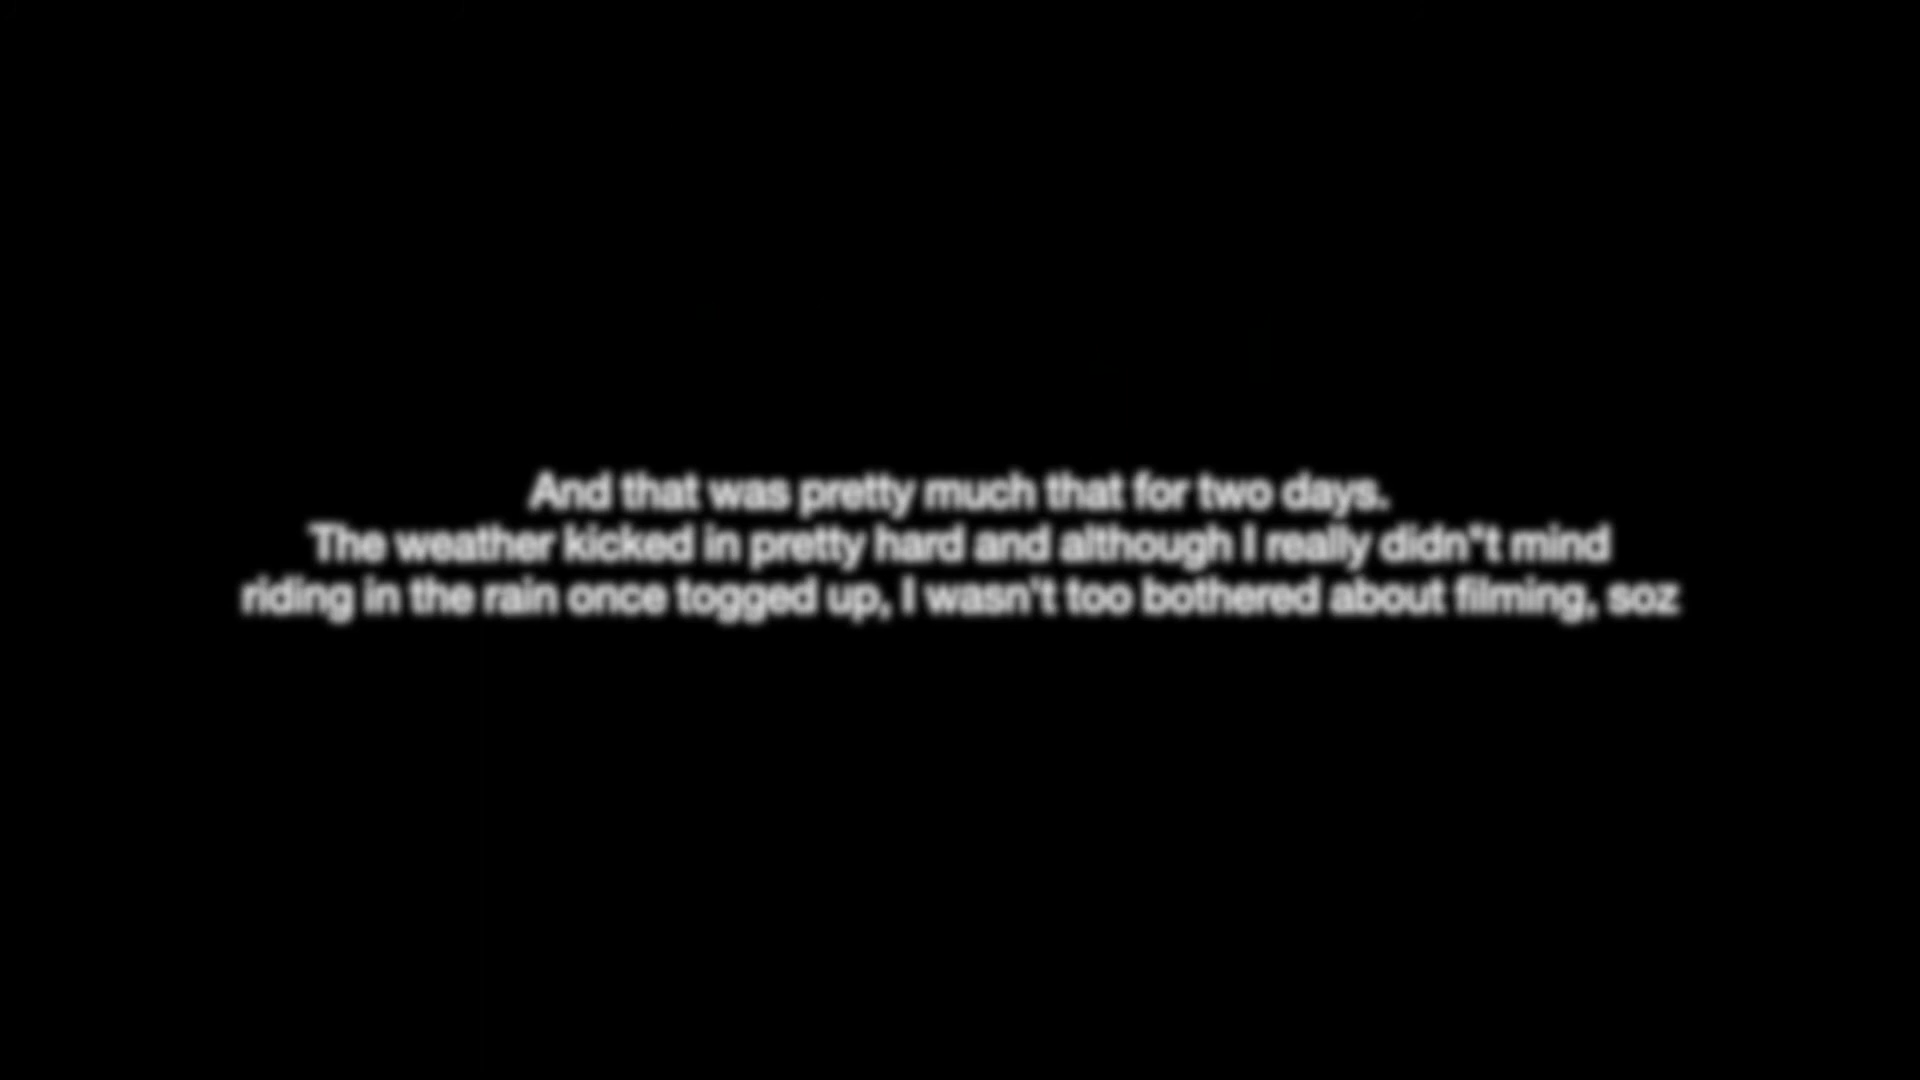 And that was pretty much that for two days.
The weather kicked in pretty hard and although I really didn"t mind
riding in the rain once togged up, I wasn't too bothered about filming, soz